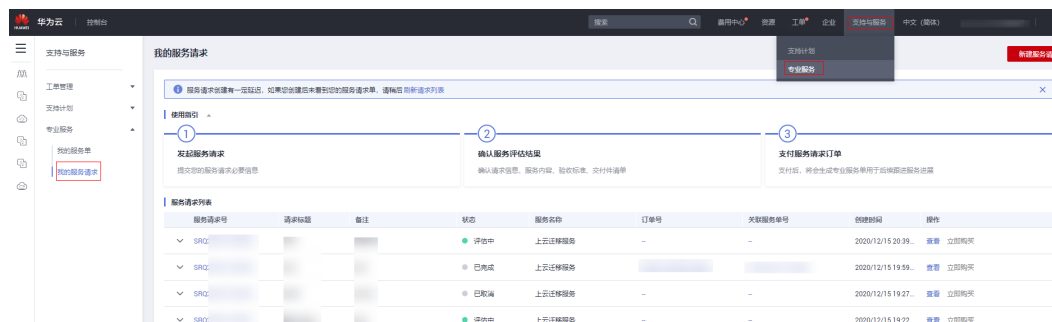 HUAWEI 华为云 控制台 搜索 费用中心 资源 工单 企业 支持与服务 中文 (简体)
支持计划
专业服务
支持与服务
工单管理
支持计划
专业服务
我的服务单
我的服务请求
我的服务请求
新建服务请
服务请求创建有一定延迟，如果您创建后未看到您的服务请求单，请稍后刷新请求列表
使用指引
1 2 3
发起服务请求 确认服务评估结果 支付服务请求订单
提交您的服务请求必要信息 确认请求信息、服务内容、验收标准、交付件清单 支付后，将会生成专业服务单用于后续跟进服务进展
服务请求列表
服务请求号 请求标题 备注 状态 服务名称 订单号 关联服务单号 创建时间 操作
SRQ 评估中 上云迁移服务 -- -- 2020/12/15 20:39... 查看 立即购买
SRQ 已完成 上云迁移服务 2020/12/15 19:59... 查看 立即购买
SRQ 已取消 上云迁移服务 -- -- 2020/12/15 19:27... 查看 立即购买
SRQ 评估中 上云迁移服务 -- -- 2020/12/15 19:22... 查看 立即购买